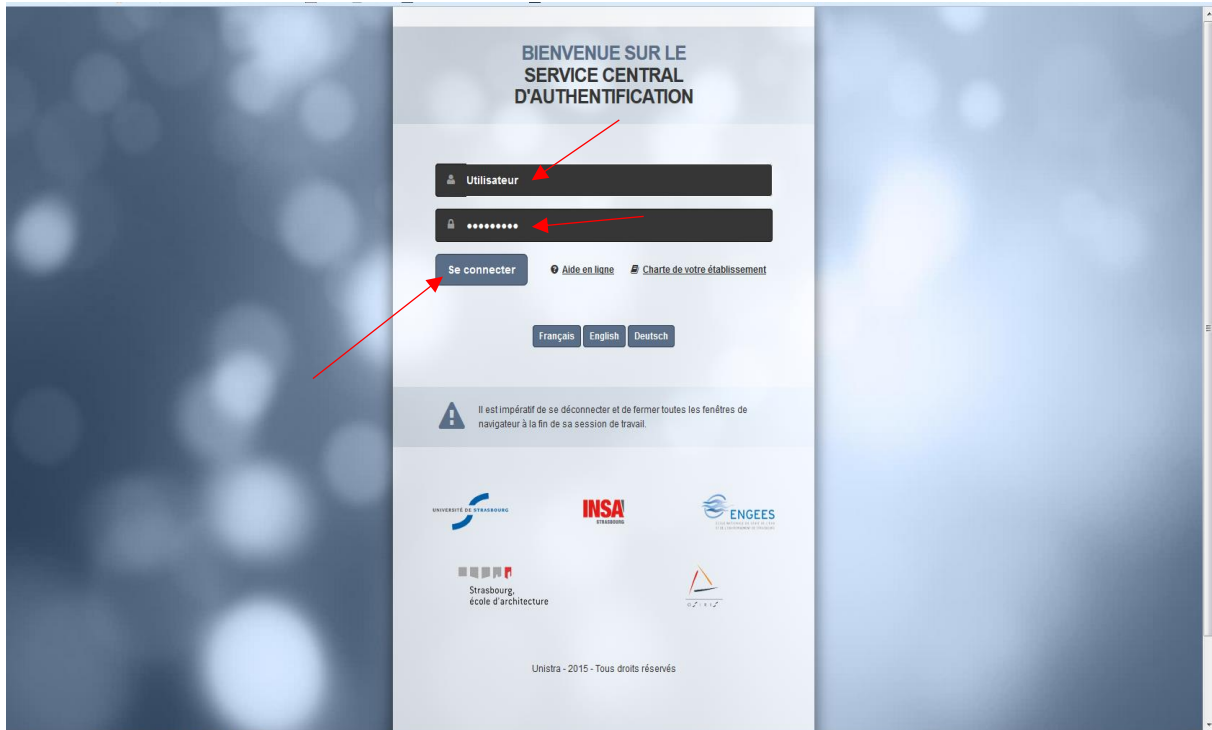 BIENVENUE SUR LE
SERVICE CENTRAL
D'AUTHENTIFICATION
Utilisateur
•••••••••
Se connecter
Aide en ligne
Charte de votre établissement
Français
English
Deutsch
Il est impératif de se déconnecter et de fermer toutes les fenêtres de
navigateur à la fin de sa session de travail.
UNIVERSITÉ DE STRASBOURG
INSA
STRASBOURG
ENGEES
Strasbourg,
école d'architecture
Unistra - 2015 - Tous droits réservés